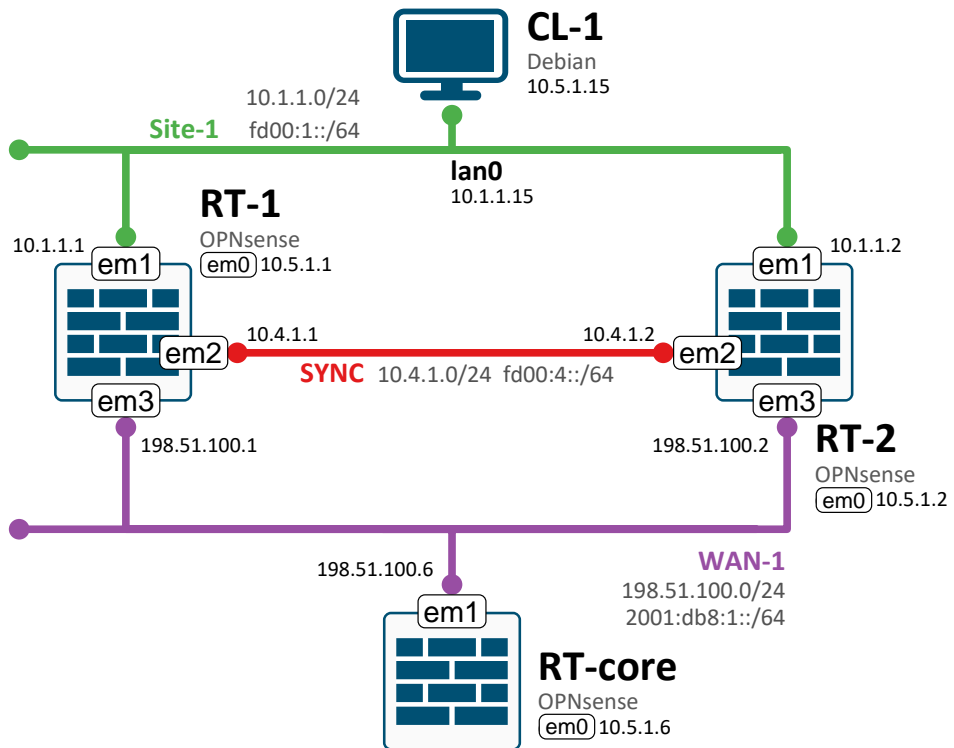 CL-1
Debian
10.5.1.15
10.1.1.0/24
Site-1 fd00:1::/64
lan0
10.1.1.15
RT-1
OPNsense
em0 10.5.1.1
10.1.1.1
em1
10.1.1.2
em1
10.4.1.1
em2
10.4.1.2
em2
SYNC 10.4.1.0/24 fd00:4::/64
em3
198.51.100.1
em3
198.51.100.2
RT-2
OPNsense
em0 10.5.1.2
WAN-1
198.51.100.0/24
2001:db8:1::/64
198.51.100.6
em1
RT-core
OPNsense
em0 10.5.1.6